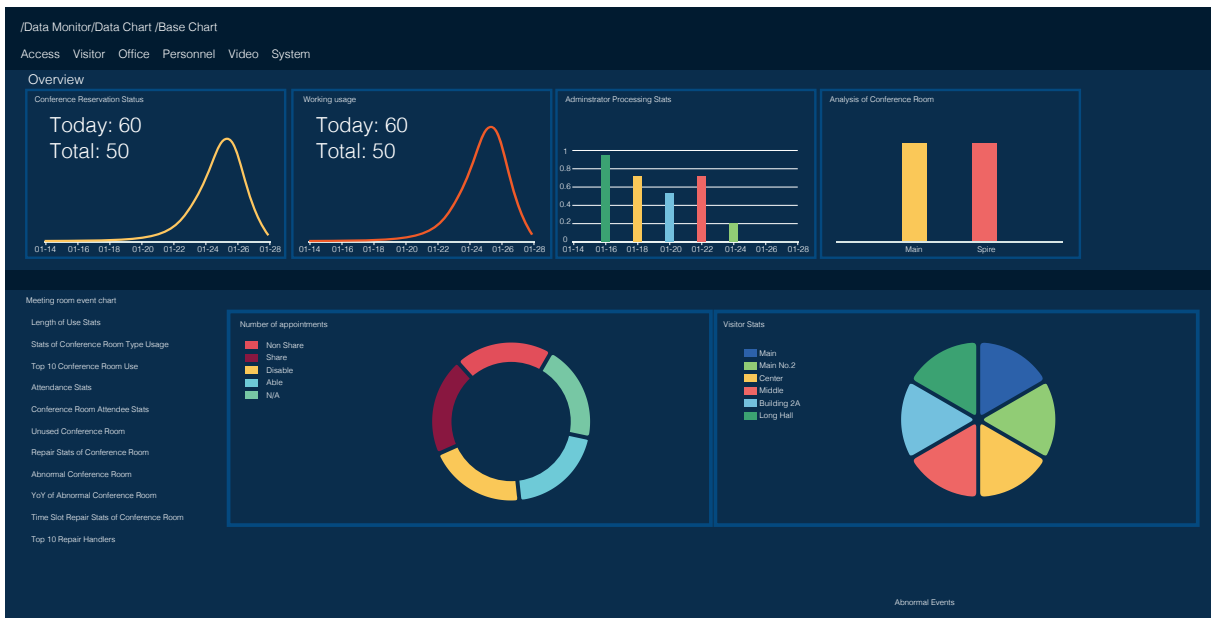 /Data Monitor/Data Chart /Base Chart
Access Visitor Office Personnel Video System
Overview
Conference Reservation Status
Today: 60
Total: 50
01-14 01-16 01-18 01-20 01-22 01-24 01-26 01-28
Working usage
Today: 60
Total: 50
01-14 01-16 01-18 01-20 01-22 01-24 01-26 01-28
Adminstrator Processing Stats
1
0.8
0.6
0.4
0.2
0
01-14 01-16 01-18 01-20 01-22 01-24 01-26 01-28
Analysis of Conference Room
Main Spire
Meeting room event chart
Length of Use Stats
Stats of Conference Room Type Usage
Top 10 Conference Room Use
Attendance Stats
Conference Room Attendee Stats
Unused Conference Room
Repair Stats of Conference Room
Abnormal Conference Room
YoY of Abnormal Conference Room
Time Slot Repair Stats of Conference Room
Top 10 Repair Handlers
Number of appointments
Non Share
Share
Disable
Able
N/A
Visitor Stats
Main
Main No.2
Center
Middle
Building 2A
Long Hall
Abnormal Events